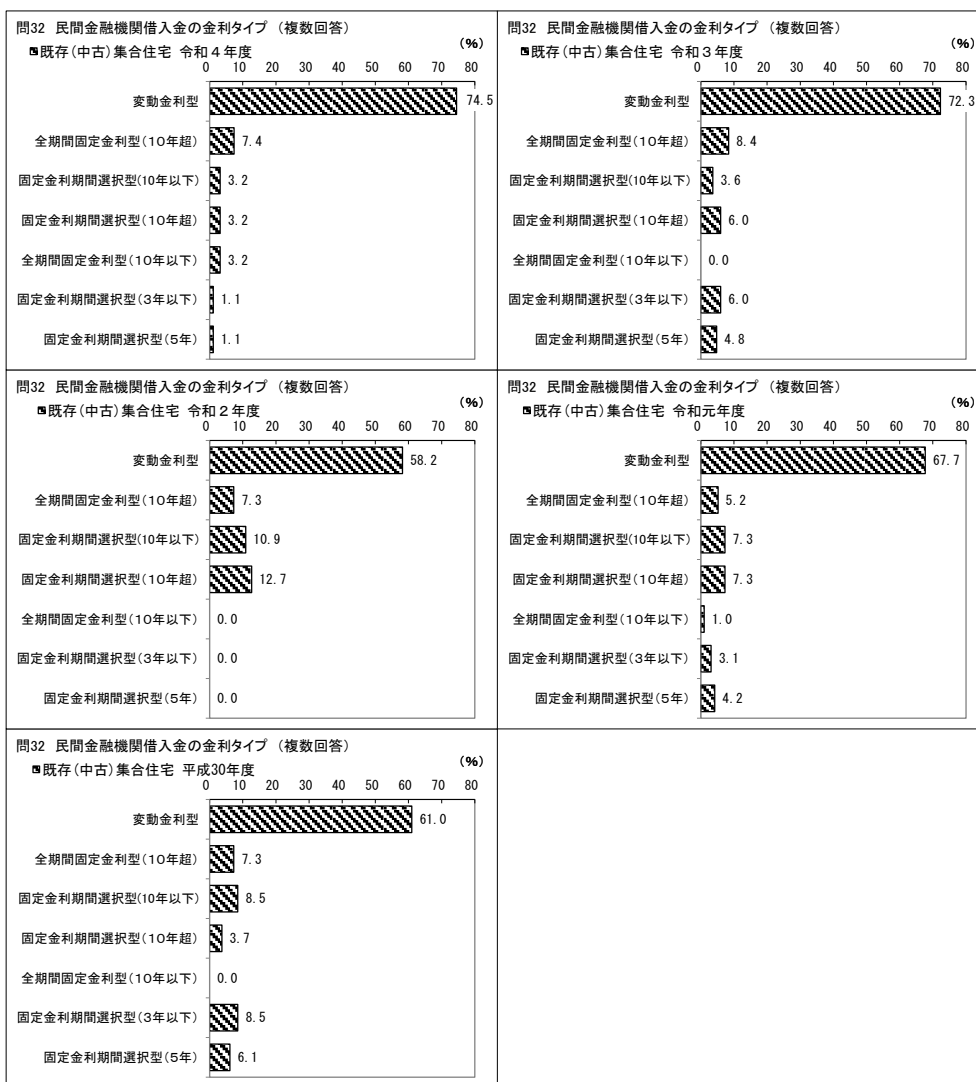 問32 民間金融機関借入金の金利タイプ (複数回答)
既存(中古)集合住宅 令和4年度
(%)
0 10 20 30 40 50 60 70 80
変動金利型 74.5
全期間固定金利型(10年超) 7.4
固定金利期間選択型(10年以下) 3.2
固定金利期間選択型(10年超) 3.2
全期間固定金利型(10年以下) 3.2
固定金利期間選択型(3年以下) 1.1
固定金利期間選択型(5年) 1.1
問32 民間金融機関借入金の金利タイプ (複数回答)
既存(中古)集合住宅 令和3年度
(%)
0 10 20 30 40 50 60 70 80
変動金利型 72.3
全期間固定金利型(10年超) 8.4
固定金利期間選択型(10年以下) 3.6
固定金利期間選択型(10年超) 6.0
全期間固定金利型(10年以下) 0.0
固定金利期間選択型(3年以下) 6.0
固定金利期間選択型(5年) 4.8
問32 民間金融機関借入金の金利タイプ (複数回答)
既存(中古)集合住宅 令和2年度
(%)
0 10 20 30 40 50 60 70 80
変動金利型 58.2
全期間固定金利型(10年超) 7.3
固定金利期間選択型(10年以下) 10.9
固定金利期間選択型(10年超) 12.7
全期間固定金利型(10年以下) 0.0
固定金利期間選択型(3年以下) 0.0
固定金利期間選択型(5年) 0.0
問32 民間金融機関借入金の金利タイプ (複数回答)
既存(中古)集合住宅 令和元年度
(%)
0 10 20 30 40 50 60 70 80
変動金利型 67.7
全期間固定金利型(10年超) 5.2
固定金利期間選択型(10年以下) 7.3
固定金利期間選択型(10年超) 7.3
全期間固定金利型(10年以下) 1.0
固定金利期間選択型(3年以下) 3.1
固定金利期間選択型(5年) 4.2
問32 民間金融機関借入金の金利タイプ (複数回答)
既存(中古)集合住宅 平成30年度
(%)
0 10 20 30 40 50 60 70 80
変動金利型 61.0
全期間固定金利型(10年超) 7.3
固定金利期間選択型(10年以下) 8.5
固定金利期間選択型(10年超) 3.7
全期間固定金利型(10年以下) 0.0
固定金利期間選択型(3年以下) 8.5
固定金利期間選択型(5年) 6.1